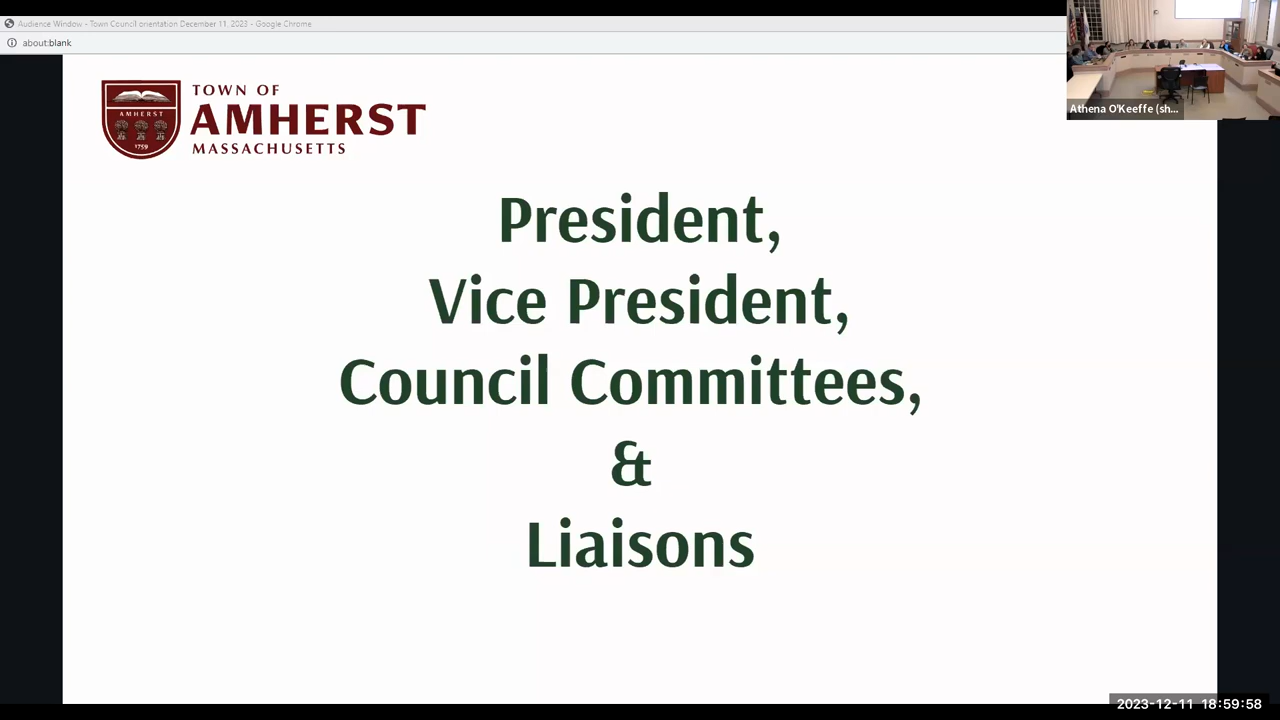 Audience Window - Town Council orientation December 11, 2023 - Google Chrome
about:blank
Athena O'Keeffe (sh...
TOWN OF
AMHERST
MASSACHUSETTS
AMHERST
1759
President,
Vice President,
Council Committees,
&
Liaisons
2023-12-11 18:59:58